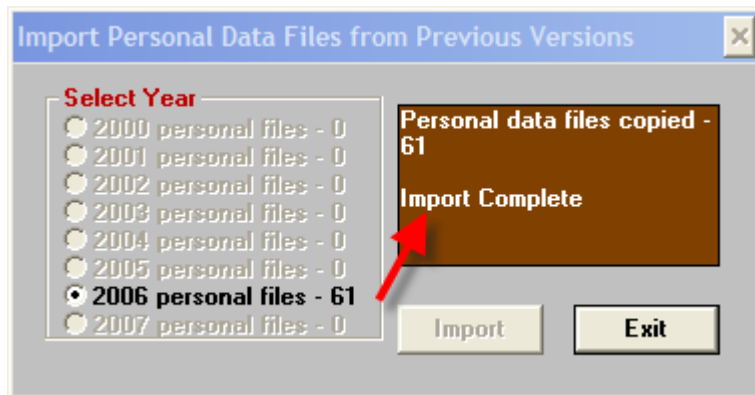 Import Personal Data Files from Previous Versions
Select Year
2000 personal files - 0
2001 personal files - 0
2002 personal files - 0
2003 personal files - 0
2004 personal files - 0
2005 personal files - 0
2006 personal files - 61
2007 personal files - 0
Personal data files copied -
61
Import Complete
Import
Exit